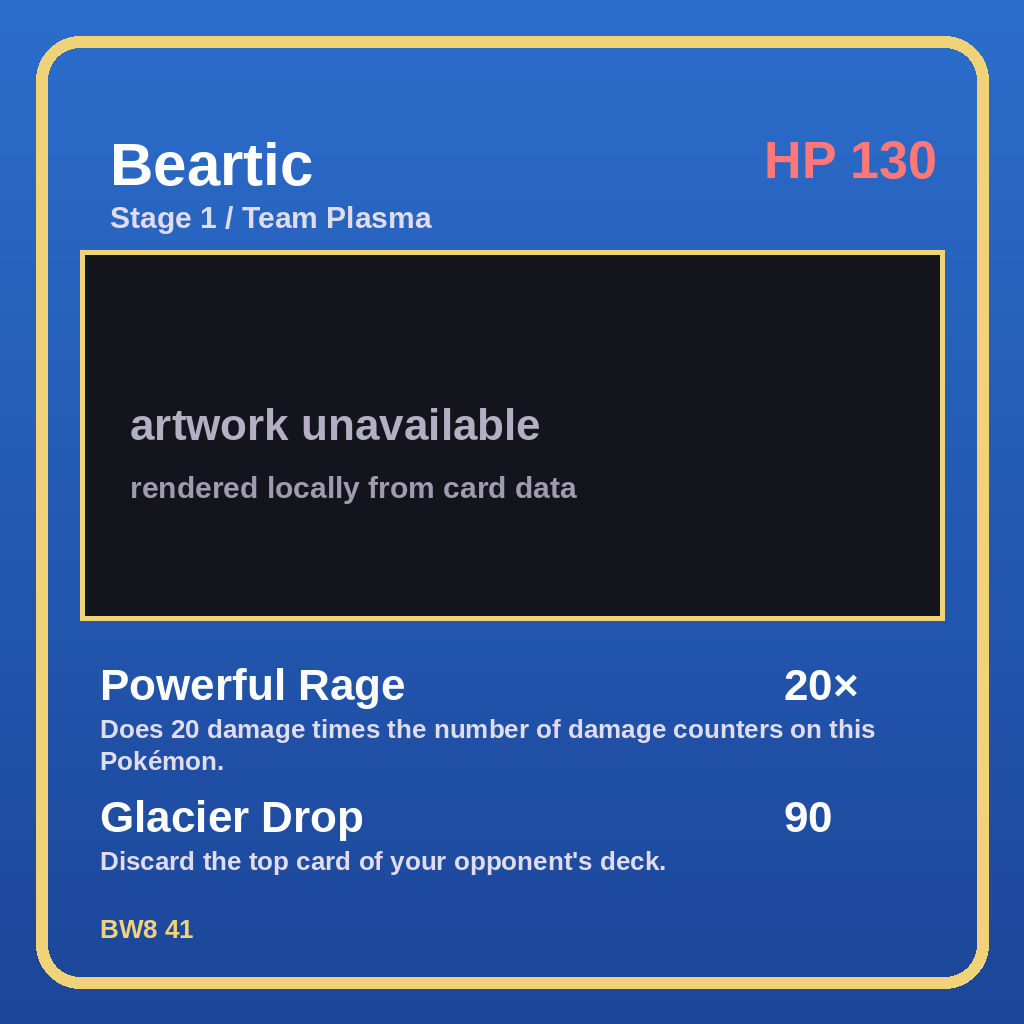 Beartic
HP 130
Stage 1 / Team Plasma
artwork unavailable
rendered locally from card data
Powerful Rage
20×
Does 20 damage times the number of damage counters on this
Pokémon.
Glacier Drop
90
Discard the top card of your opponent's deck.
BW8 41